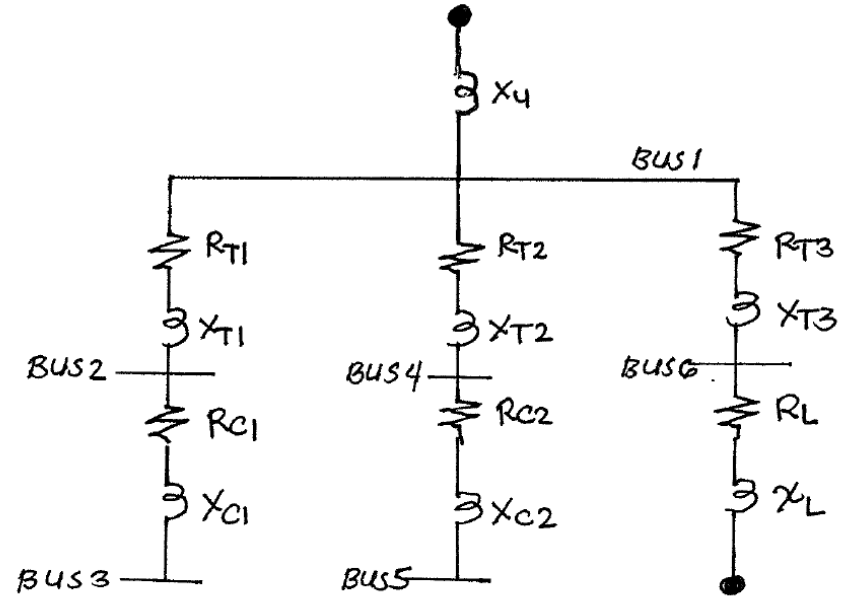 X4
BUS1
RT1
RT2
RT3
XT1
XT2
XT3
BUS2
BUS4
BUS6
RC1
RC2
RL
XC1
XC2
XL
BUS3
BUS5